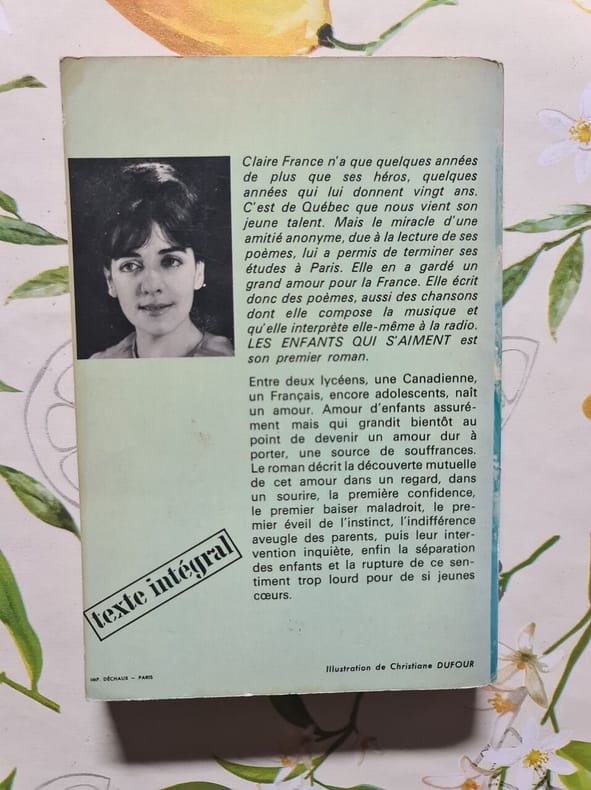 Claire France n'a que quelques années
de plus que ses héros, quelques
années qui lui donnent vingt ans.
C'est de Québec que nous vient son
jeune talent. Mais le miracle d'une
amitié anonyme, due à la lecture de ses
poèmes, lui a permis de terminer ses
études à Paris. Elle en a gardé un
grand amour pour la France. Elle écrit
donc des poèmes, aussi des chansons
dont elle compose la musique et
qu'elle interprète elle-même à la radio.
LES ENFANTS QUI S'AIMENT est
son premier roman.
Entre deux lycéens, une Canadienne,
un Français, encore adolescents, naît
un amour. Amour d'enfants assuré-
ment mais qui grandit bientôt au
point de devenir un amour dur à
porter, une source de souffrances.
Le roman décrit la découverte mutuelle
de cet amour dans un regard, dans
un sourire, la première confidence,
le premier baiser maladroit, le pre-
mier éveil de l'instinct, l'indifférence
aveugle des parents, puis leur inter-
vention inquiète, enfin la séparation
des enfants et la rupture de ce sen-
timent trop lourd pour de si jeunes
cœurs.
texte intégral
Illustration de Christiane DUFOUR
IMP. DÉCHAUX – PARIS